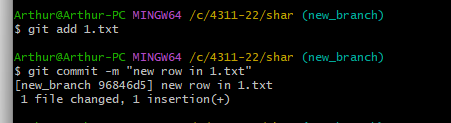 Arthur@Arthur-PC MINGW64 /c/4311-22/shar (new_branch)
$ git add 1.txt
Arthur@Arthur-PC MINGW64 /c/4311-22/shar (new_branch)
$ git commit -m "new row in 1.txt"
[new_branch 96846d5] new row in 1.txt
1 file changed, 1 insertion(+)